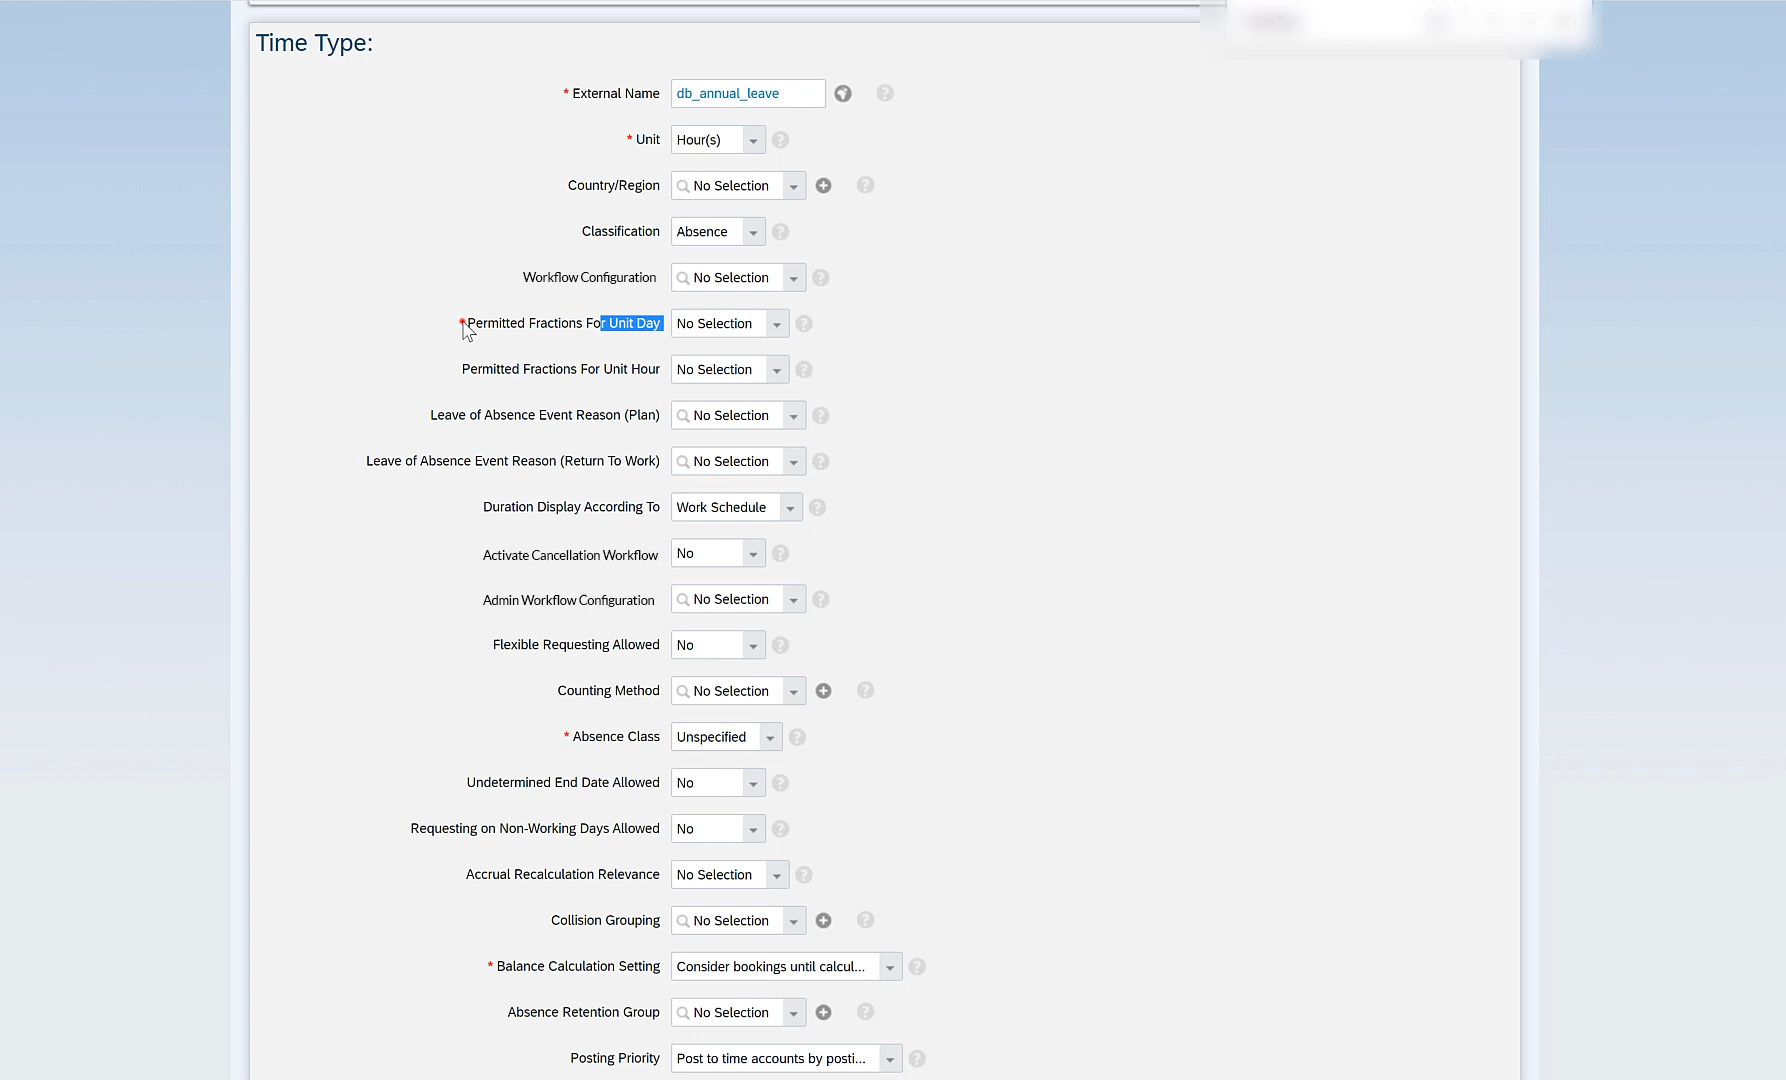 Time Type:
* External Name db_annual_leave
* Unit Hour(s)
Country/Region No Selection
Classification Absence
Workflow Configuration No Selection
* Permitted Fractions For Unit Day No Selection
Permitted Fractions For Unit Hour No Selection
Leave of Absence Event Reason (Plan) No Selection
Leave of Absence Event Reason (Return To Work) No Selection
Duration Display According To Work Schedule
Activate Cancellation Workflow No
Admin Workflow Configuration No Selection
Flexible Requesting Allowed No
Counting Method No Selection
* Absence Class Unspecified
Undetermined End Date Allowed No
Requesting on Non-Working Days Allowed No
Accrual Recalculation Relevance No Selection
Collision Grouping No Selection
* Balance Calculation Setting Consider bookings until calcul...
Absence Retention Group No Selection
Posting Priority Post to time accounts by posti...